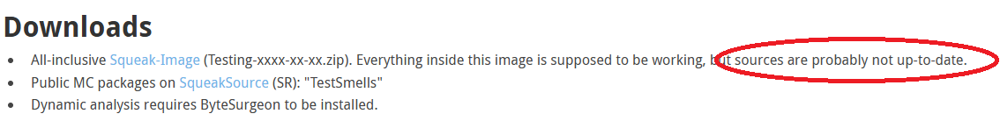 Downloads
All-inclusive Squeak-Image (Testing-xxxx-xx-xx.zip). Everything inside this image is supposed to be working, but sources are probably not up-to-date.
Public MC packages on SqueakSource (SR): "TestSmells"
Dynamic analysis requires ByteSurgeon to be installed.